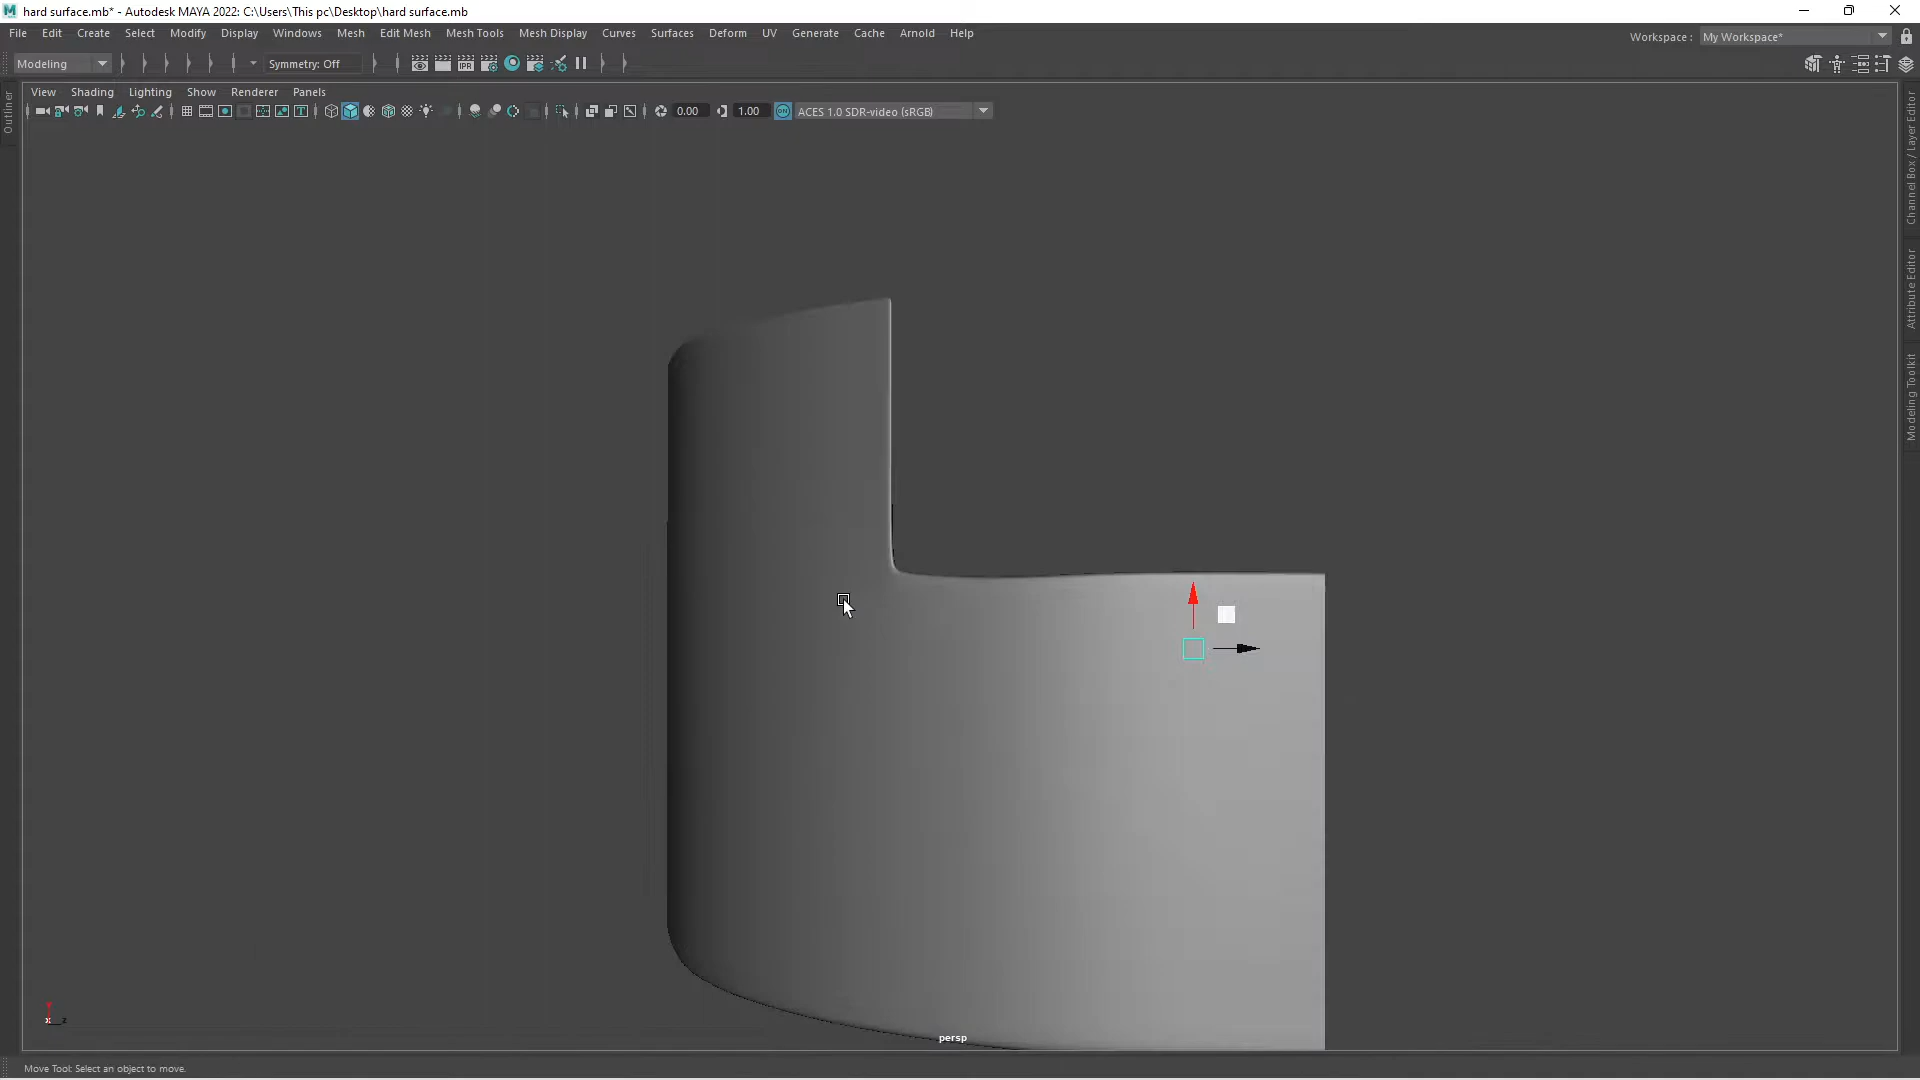 hard surface.mb* - Autodesk MAYA 2022: C:\Users\This pc\Desktop\hard surface.mb
File Edit Create Select Modify Display Windows Mesh Edit Mesh Mesh Tools Mesh Display Curves Surfaces Deform UV Generate Cache Arnold Help
Workspace : My Workspace*
Modeling Symmetry: Off IPR
View Shading Lighting Show Renderer Panels
0.00 1.00 ON ACES 1.0 SDR-video (sRGB)
Outliner
Channel Box / Layer Editor
Attribute Editor
Modeling Toolkit
persp
Move Tool: Select an object to move.